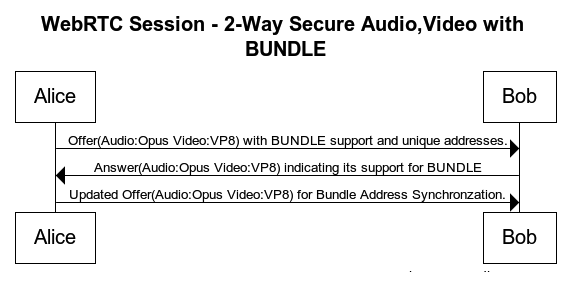 WebRTC Session - 2-Way Secure Audio,Video with
BUNDLE
Alice
Bob
Offer(Audio:Opus Video:VP8) with BUNDLE support and unique addresses.
Answer(Audio:Opus Video:VP8) indicating its support for BUNDLE
Updated Offer(Audio:Opus Video:VP8) for Bundle Address Synchronzation.
Alice
Bob